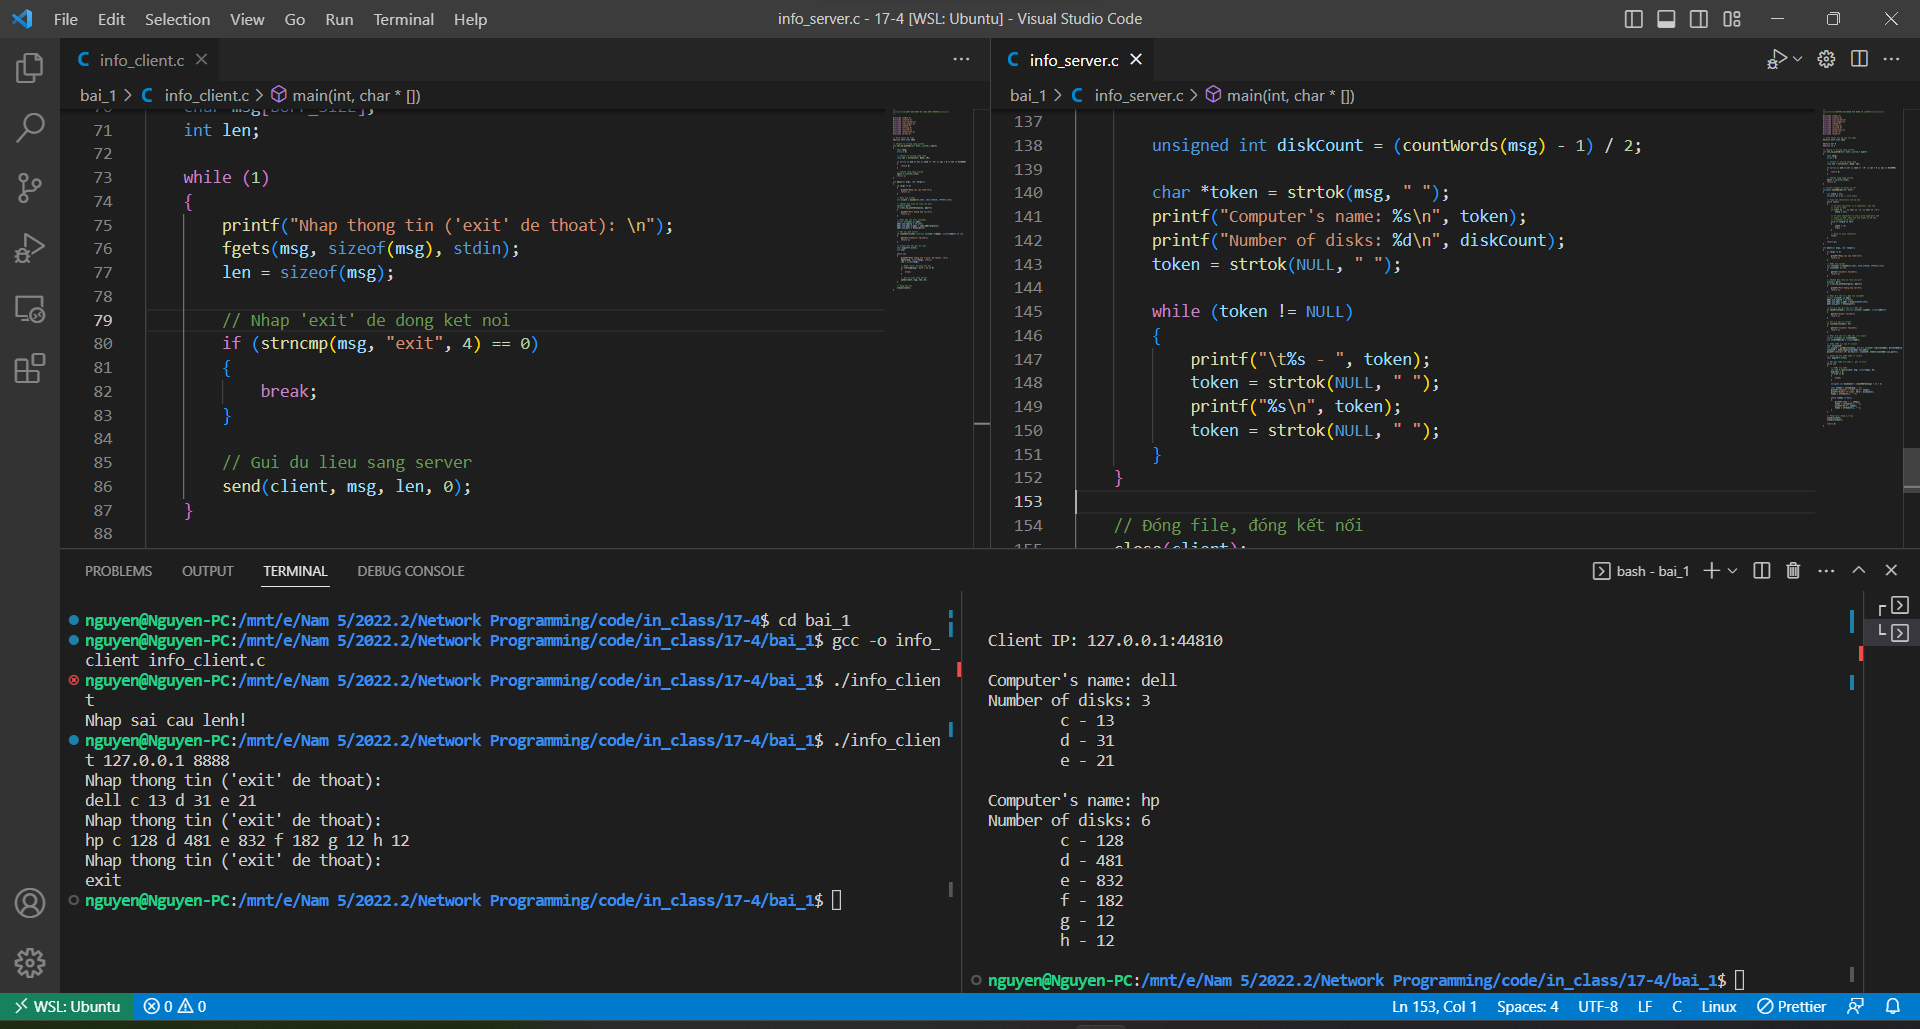 File Edit Selection View Go Run Terminal Help
info_server.c - 17-4 [WSL: Ubuntu] - Visual Studio Code
C info_client.c
bai_1 > C info_client.c > main(int, char * [])
71 int len;
72
73 while (1)
74 {
75 printf("Nhap thong tin ('exit' de thoat): \n");
76 fgets(msg, sizeof(msg), stdin);
77 len = sizeof(msg);
78
79 // Nhap 'exit' de dong ket noi
80 if (strncmp(msg, "exit", 4) == 0)
81 {
82 break;
83 }
84
85 // Gui du lieu sang server
86 send(client, msg, len, 0);
87 }
88
C info_server.c
bai_1 > C info_server.c > main(int, char * [])
137
138 unsigned int diskCount = (countWords(msg) - 1) / 2;
139
140 char *token = strtok(msg, " ");
141 printf("Computer's name: %s\n", token);
142 printf("Number of disks: %d\n", diskCount);
143 token = strtok(NULL, " ");
144
145 while (token != NULL)
146 {
147 printf("\t%s - ", token);
148 token = strtok(NULL, " ");
149 printf("%s\n", token);
150 token = strtok(NULL, " ");
151 }
152 }
153
154 // Đóng file, đóng kết nối
155 close(client);
PROBLEMS OUTPUT TERMINAL DEBUG CONSOLE
bash - bai_1
nguyen@Nguyen-PC:/mnt/e/Nam 5/2022.2/Network Programming/code/in_class/17-4$ cd bai_1
nguyen@Nguyen-PC:/mnt/e/Nam 5/2022.2/Network Programming/code/in_class/17-4/bai_1$ gcc -o info_
client info_client.c
nguyen@Nguyen-PC:/mnt/e/Nam 5/2022.2/Network Programming/code/in_class/17-4/bai_1$ ./info_clien
t
Nhap sai cau lenh!
nguyen@Nguyen-PC:/mnt/e/Nam 5/2022.2/Network Programming/code/in_class/17-4/bai_1$ ./info_clien
t 127.0.0.1 8888
Nhap thong tin ('exit' de thoat):
dell c 13 d 31 e 21
Nhap thong tin ('exit' de thoat):
hp c 128 d 481 e 832 f 182 g 12 h 12
Nhap thong tin ('exit' de thoat):
exit
nguyen@Nguyen-PC:/mnt/e/Nam 5/2022.2/Network Programming/code/in_class/17-4/bai_1$
Client IP: 127.0.0.1:44810
Computer's name: dell
Number of disks: 3
c - 13
d - 31
e - 21
Computer's name: hp
Number of disks: 6
c - 128
d - 481
e - 832
f - 182
g - 12
h - 12
nguyen@Nguyen-PC:/mnt/e/Nam 5/2022.2/Network Programming/code/in_class/17-4/bai_1$
WSL: Ubuntu 0 0
Ln 153, Col 1 Spaces: 4 UTF-8 LF C Linux Prettier